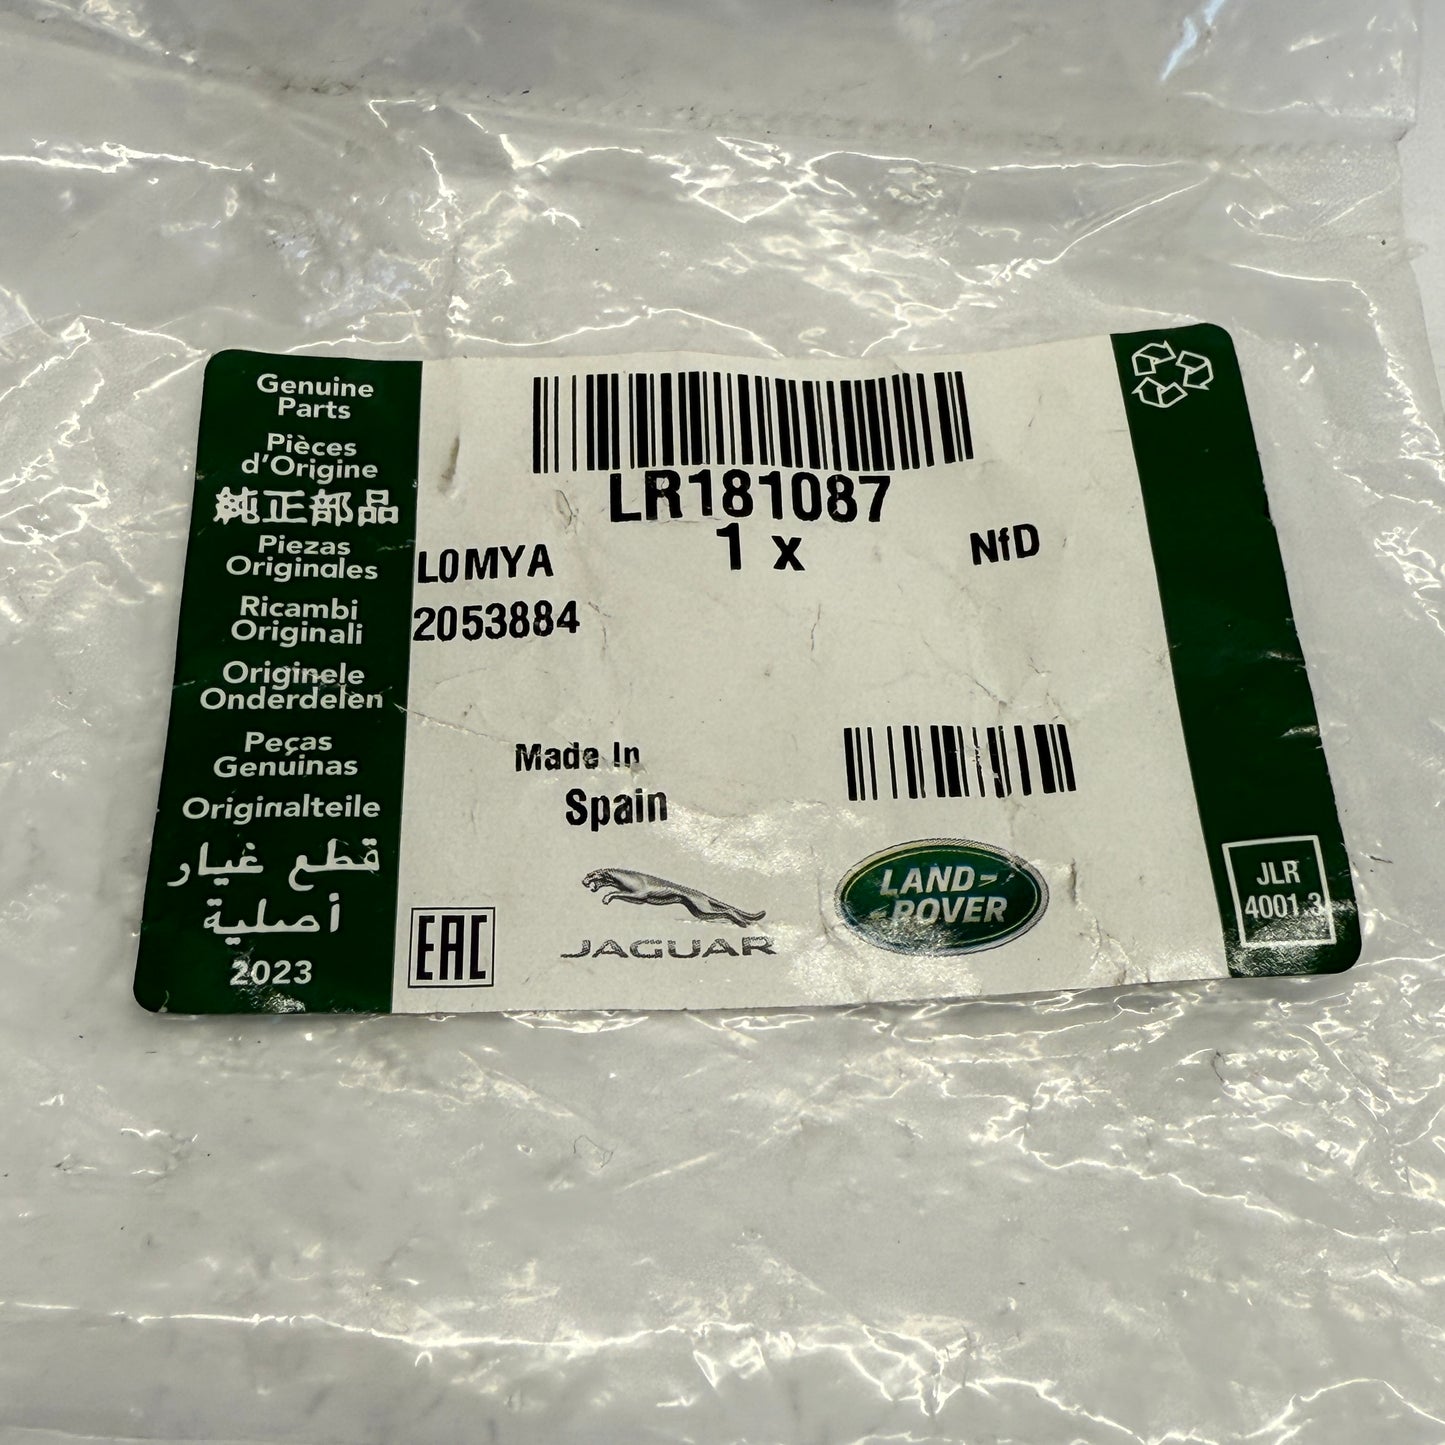 Genuine
Parts
Pièces
d'Origine
純正部品
Piezas
Originales
Ricambi
Originali
Originele
Onderdelen
Peças
Genuinas
Originalteile
قطع غيار
أصلية
2023
LR181087
1 x
NfD
L0MYA
2053884
Made In
Spain
EAC
JAGUAR
LAND-
-ROVER
JLR
4001.3